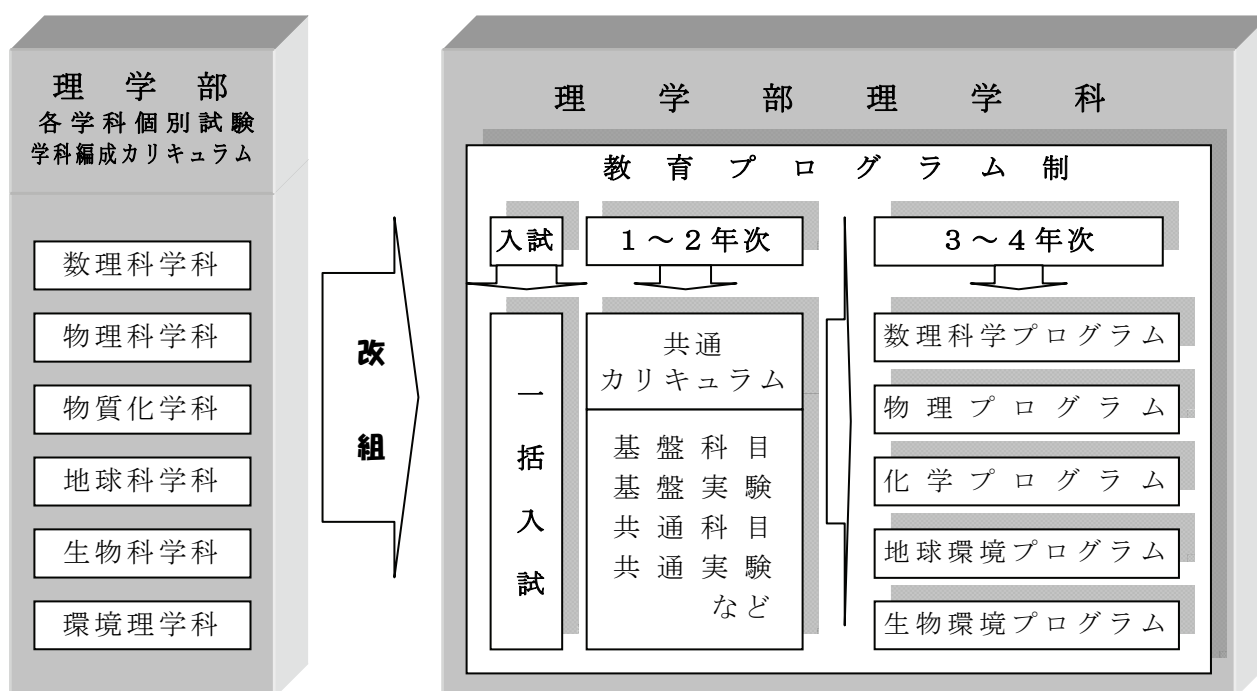 理学部
各学科個別試験
学科編成カリキュラム
数理科学科
物理科学科
物質化学科
地球科学科
生物科学科
環境理学科
改組
理学部理学科
教育プログラム制
入試
1～2年次
3～4年次
一括入試
共通
カリキュラム
基盤科目
基盤実験
共通科目
共通実験
など
数理科学プログラム
物理プログラム
化学プログラム
地球環境プログラム
生物環境プログラム